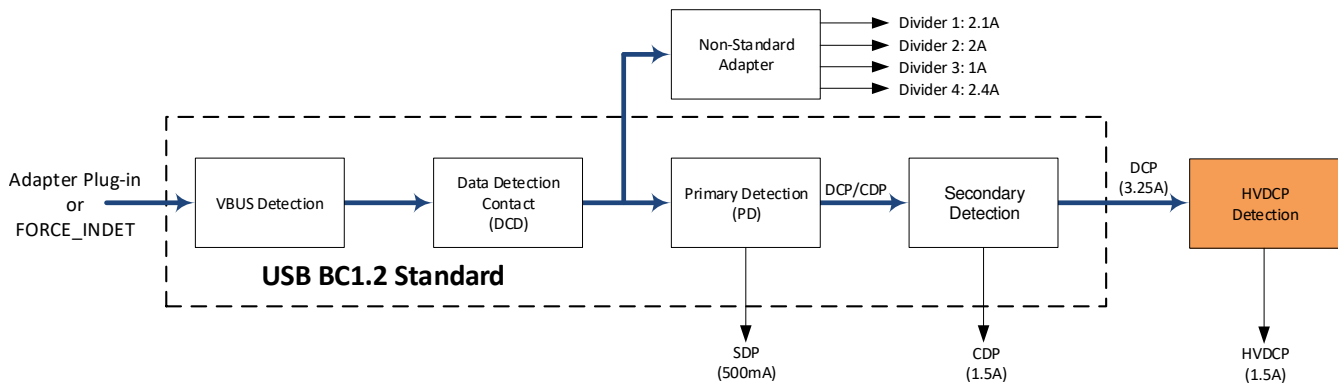 Non-Standard
Adapter
Divider 1: 2.1A
Divider 2: 2A
Divider 3: 1A
Divider 4: 2.4A
Adapter Plug-in
or
FORCE_INDET
VBUS Detection
Data Detection
Contact
(DCD)
Primary Detection
(PD)
DCP/CDP
Secondary
Detection
DCP
(3.25A)
HVDCP
Detection
USB BC1.2 Standard
SDP
(500mA)
CDP
(1.5A)
HVDCP
(1.5A)